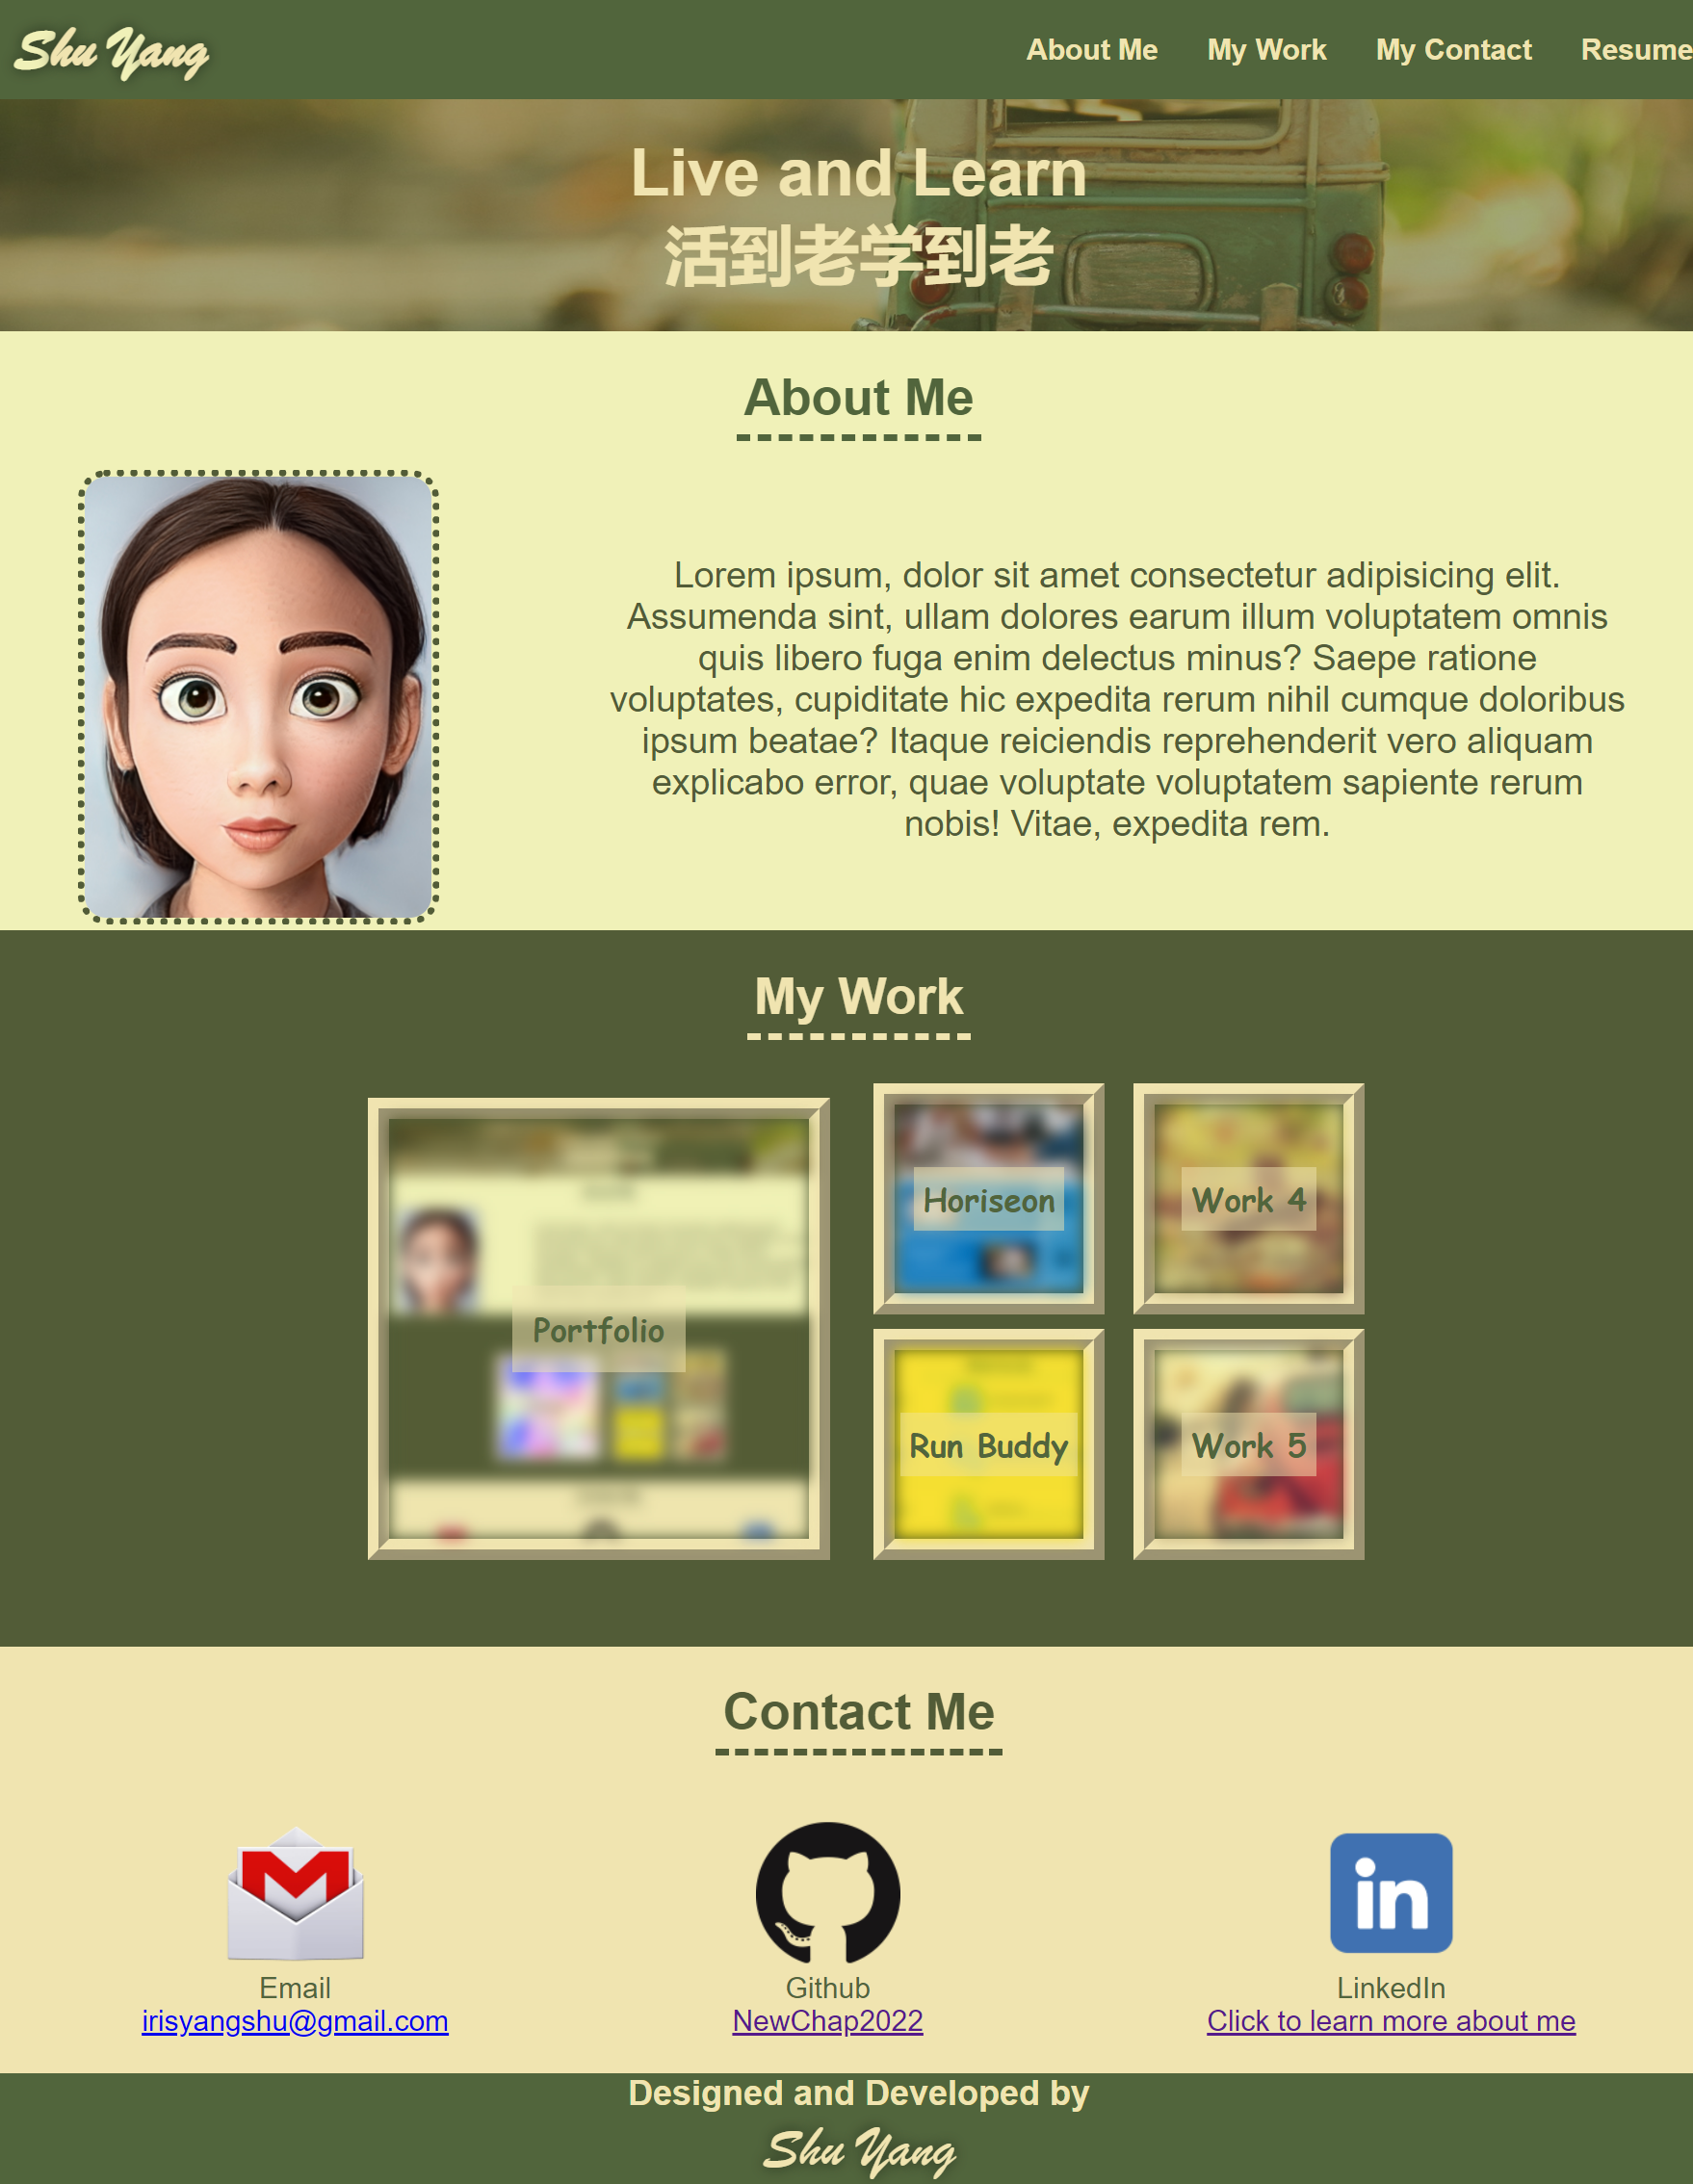 Shu Yang
About Me My Work My Contact Resume
Live and Learn
活到老学到老
About Me
Lorem ipsum, dolor sit amet consectetur adipisicing elit.
Assumenda sint, ullam dolores earum illum voluptatem omnis
quis libero fuga enim delectus minus? Saepe ratione
voluptates, cupiditate hic expedita rerum nihil cumque doloribus
ipsum beatae? Itaque reiciendis reprehenderit vero aliquam
explicabo error, quae voluptate voluptatem sapiente rerum
nobis! Vitae, expedita rem.
My Work
Portfolio
Horiseon
Work 4
Run Buddy
Work 5
Contact Me
Email
irisyangshu@gmail.com
Github
NewChap2022
LinkedIn
Click to learn more about me
Designed and Developed by
Shu Yang